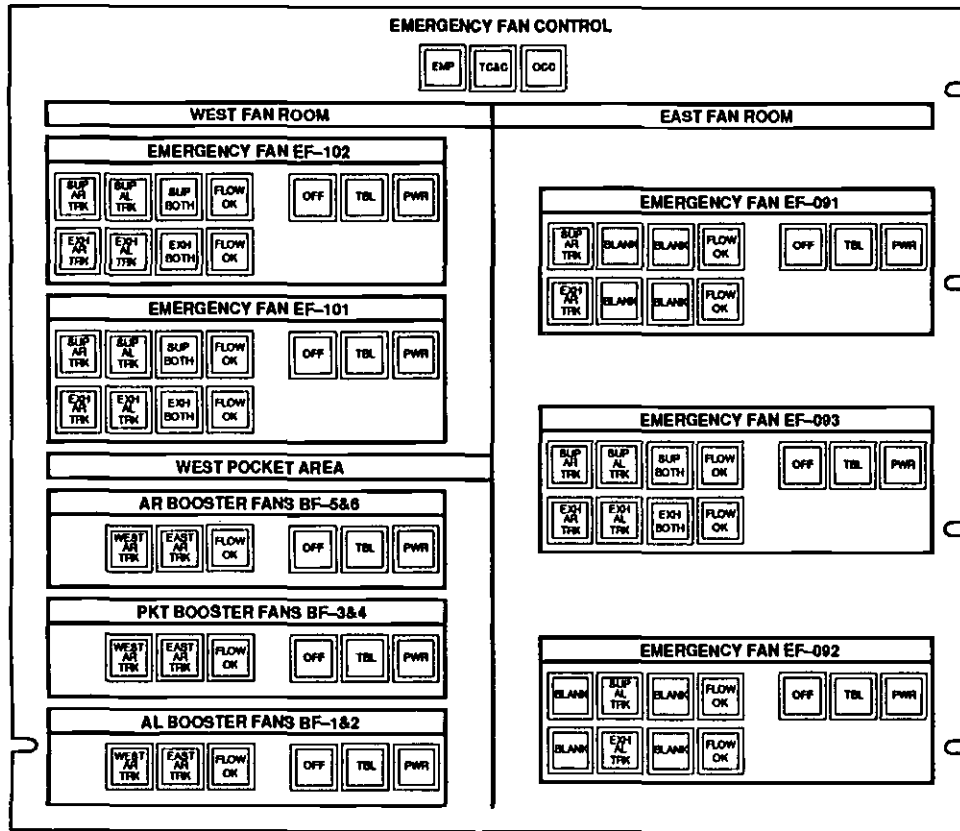 EMERGENCY FAN CONTROL
EMP TC&C OCC
WEST FAN ROOM
EMERGENCY FAN EF-102
SUP AR TRK SUP AL TRK SUP BOTH FLOW OK OFF TBL PWR
EXH AR TRK EXH AL TRK EXH BOTH FLOW OK
EMERGENCY FAN EF-101
SUP AR TRK SUP AL TRK SUP BOTH FLOW OK OFF TBL PWR
EXH AR TRK EXH AL TRK EXH BOTH FLOW OK
WEST POCKET AREA
AR BOOSTER FANS BF-5&6
WEST AR TRK EAST AR TRK FLOW OK OFF TBL PWR
PKT BOOSTER FANS BF-3&4
WEST AR TRK EAST AR TRK FLOW OK OFF TBL PWR
AL BOOSTER FANS BF-1&2
WEST AR TRK EAST AR TRK FLOW OK OFF TBL PWR
EAST FAN ROOM
EMERGENCY FAN EF-091
SUP AR TRK BLANK BLANK FLOW OK OFF TBL PWR
EXH AR TRK BLANK BLANK FLOW OK
EMERGENCY FAN EF-093
SUP AR TRK SUP AL TRK SUP BOTH FLOW OK OFF TBL PWR
EXH AR TRK EXH AL TRK EXH BOTH FLOW OK
EMERGENCY FAN EF-092
BLANK SUP AL TRK BLANK FLOW OK OFF TBL PWR
BLANK EXH AL TRK BLANK FLOW OK